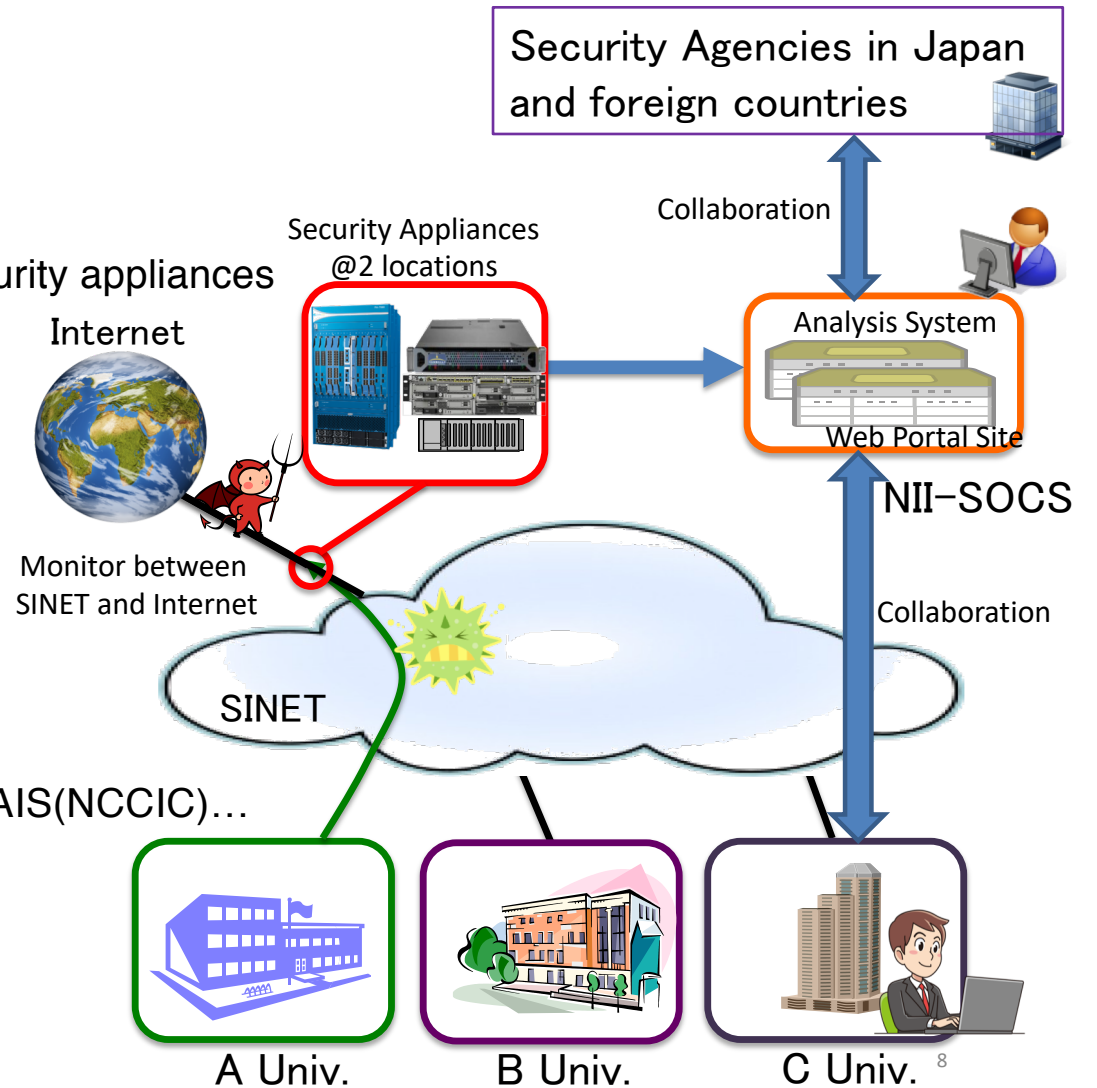 Security Agencies in Japan
and foreign countries
Collaboration
Security Appliances
@2 locations
urity appliances
Internet
Analysis System
Web Portal Site
NII-SOCS
Monitor between
SINET and Internet
Collaboration
SINET
AIS(NCCIC)...
A Univ.
B Univ.
C Univ.
8